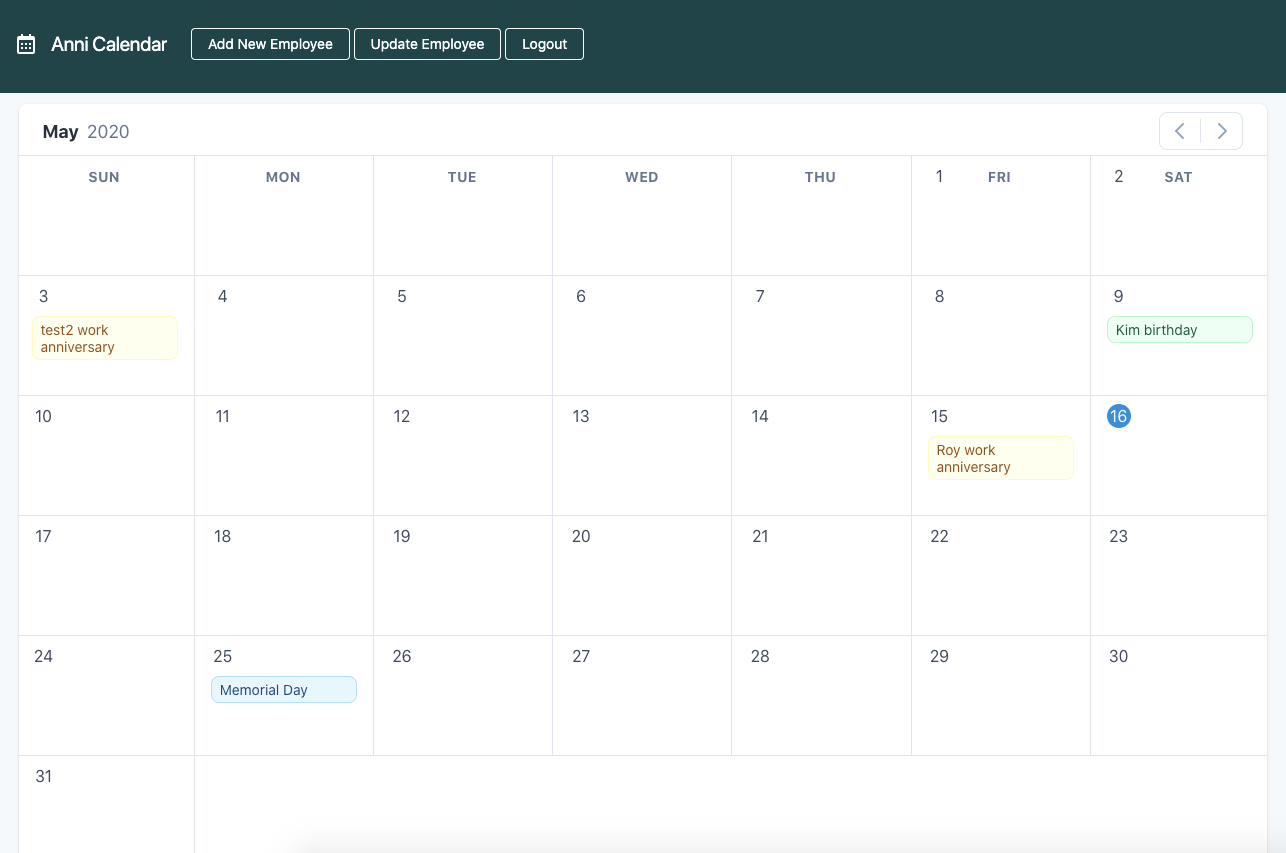 Anni Calendar Add New Employee Update Employee Logout
May 2020
SUN MON TUE WED THU 1 FRI 2 SAT
3 4 5 6 7 8 9
test2 work
anniversary
Kim birthday
10 11 12 13 14 15 16
Roy work
anniversary
17 18 19 20 21 22 23
24 25 26 27 28 29 30
Memorial Day
31